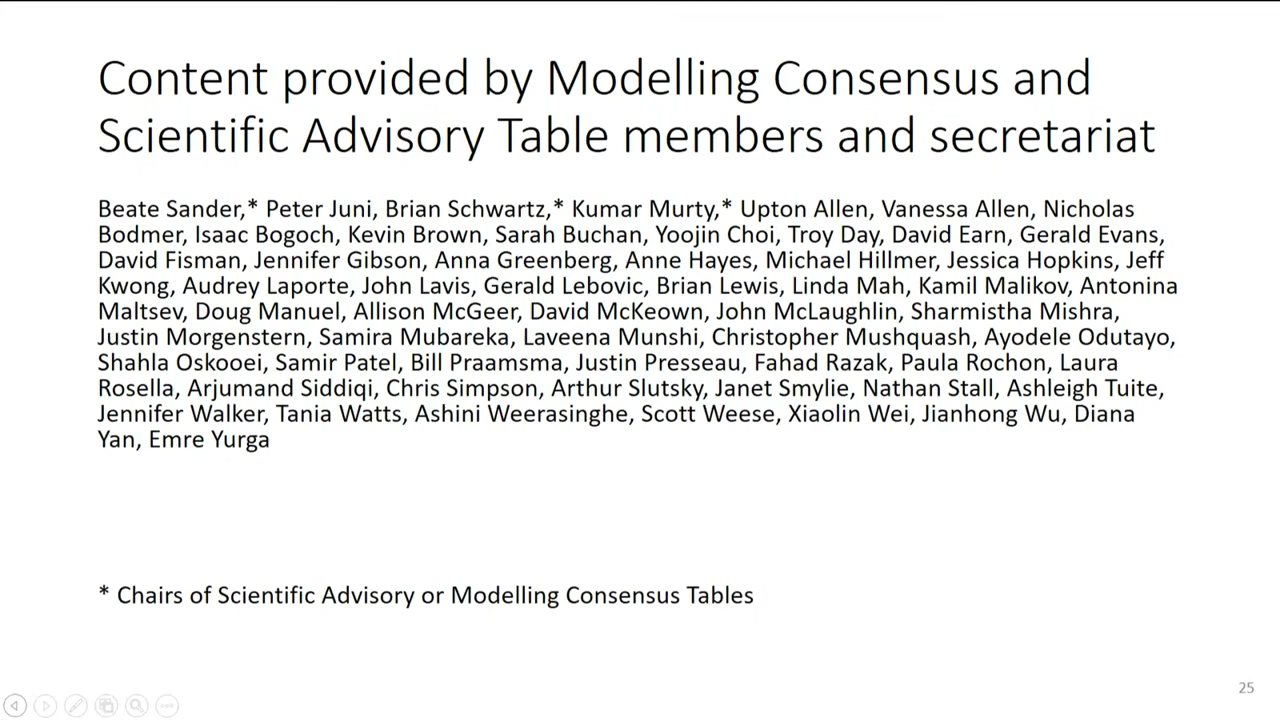 Content provided by Modelling Consensus and
Scientific Advisory Table members and secretariat
Beate Sander,* Peter Juni, Brian Schwartz,* Kumar Murty,* Upton Allen, Vanessa Allen, Nicholas
Bodmer, Isaac Bogoch, Kevin Brown, Sarah Buchan, Yoojin Choi, Troy Day, David Earn, Gerald Evans,
David Fisman, Jennifer Gibson, Anna Greenberg, Anne Hayes, Michael Hillmer, Jessica Hopkins, Jeff
Kwong, Audrey Laporte, John Lavis, Gerald Lebovic, Brian Lewis, Linda Mah, Kamil Malikov, Antonina
Maltsev, Doug Manuel, Allison McGeer, David McKeown, John McLaughlin, Sharmistha Mishra,
Justin Morgenstern, Samira Mubareka, Laveena Munshi, Christopher Mushquash, Ayodele Odutayo,
Shahla Oskooei, Samir Patel, Bill Praamsma, Justin Presseau, Fahad Razak, Paula Rochon, Laura
Rosella, Arjumand Siddiqi, Chris Simpson, Arthur Slutsky, Janet Smylie, Nathan Stall, Ashleigh Tuite,
Jennifer Walker, Tania Watts, Ashini Weerasinghe, Scott Weese, Xiaolin Wei, Jianhong Wu, Diana
Yan, Emre Yurga
* Chairs of Scientific Advisory or Modelling Consensus Tables
25